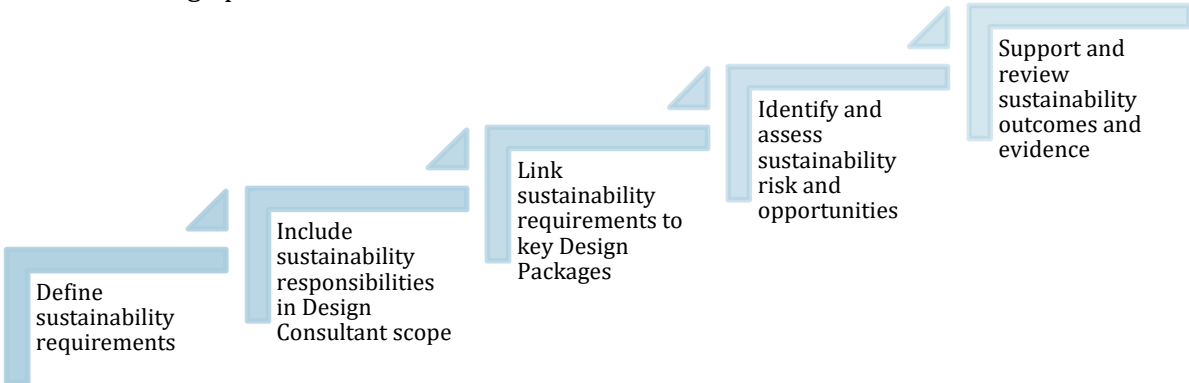 Define
sustainability
requirements
Include
sustainability
responsibilities
in Design
Consultant scope
Link
sustainability
requirements to
key Design
Packages
Identify and
assess
sustainability
risk and
opportunities
Support and
review
sustainability
outcomes and
evidence